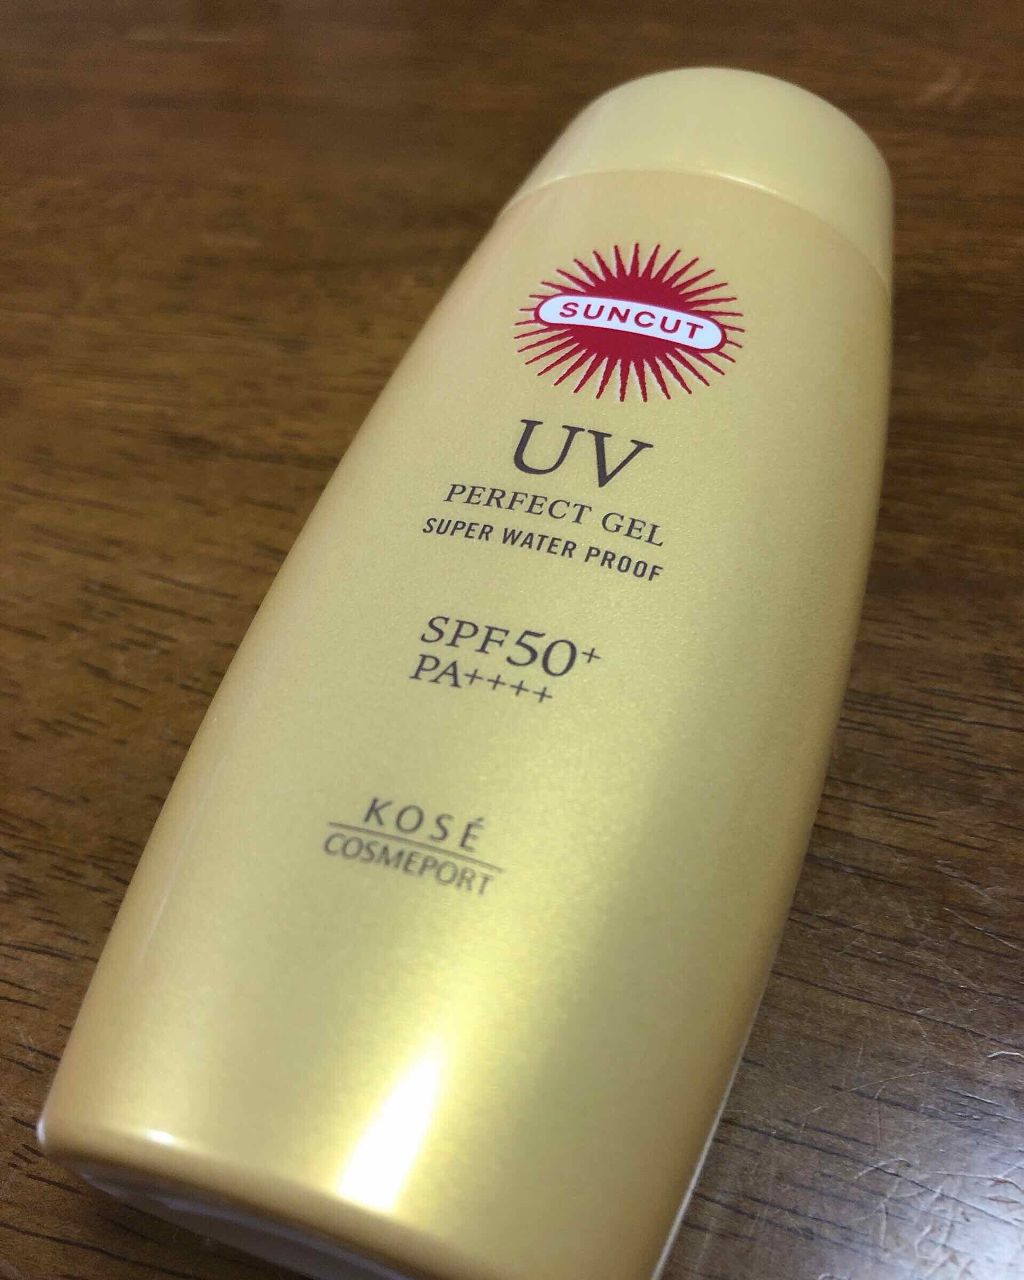 SUNCUT
UV
PERFECT GEL
SUPER WATER PROOF
SPF50+
PA++++
KOSÉ
COSMEPORT